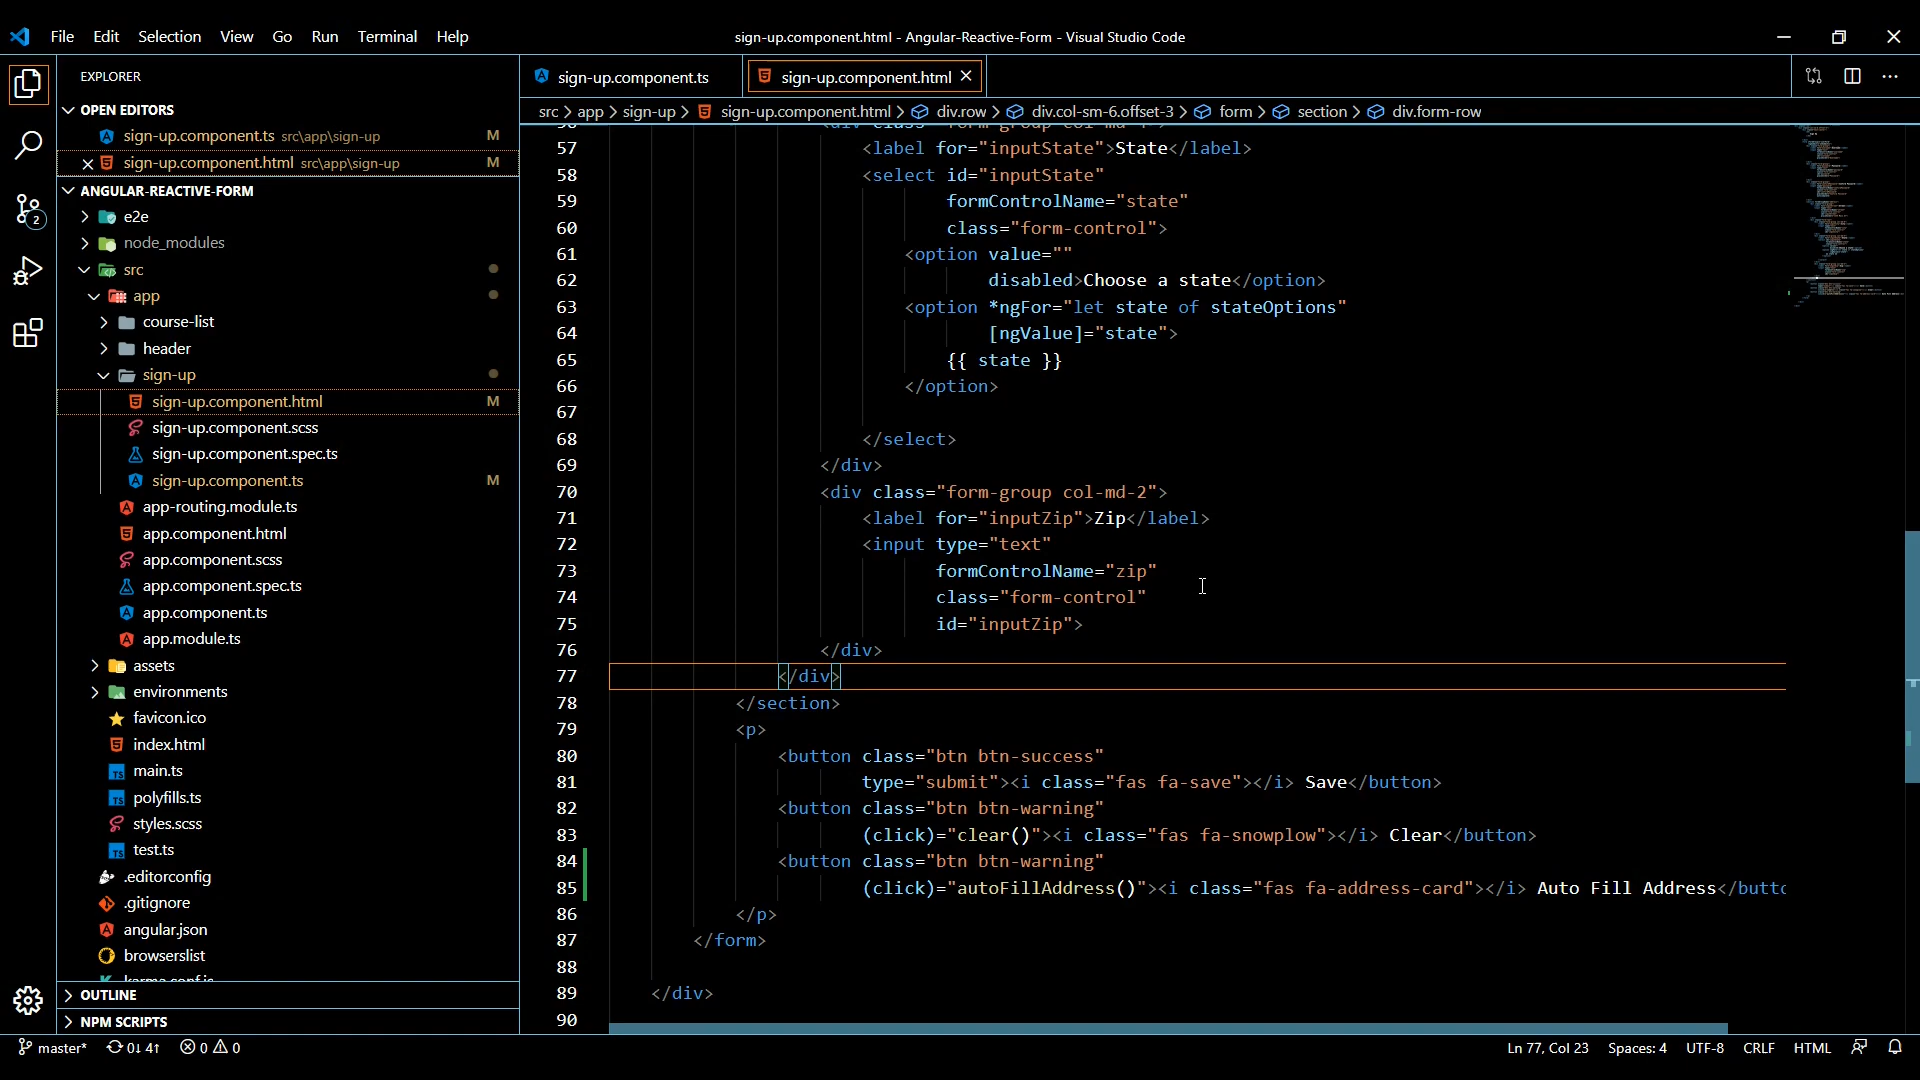 File Edit Selection View Go Run Terminal Help
sign-up.component.html - Angular-Reactive-Form - Visual Studio Code
EXPLORER
OPEN EDITORS
sign-up.component.ts src\app\sign-up M
sign-up.component.html src\app\sign-up M
ANGULAR-REACTIVE-FORM
e2e
node_modules
src
app
course-list
header
sign-up
sign-up.component.html M
sign-up.component.scss
sign-up.component.spec.ts
sign-up.component.ts M
app-routing.module.ts
app.component.html
app.component.scss
app.component.spec.ts
app.component.ts
app.module.ts
assets
environments
favicon.ico
index.html
main.ts
polyfills.ts
styles.scss
test.ts
.editorconfig
.gitignore
angular.json
browserslist
karma.conf.js
OUTLINE
NPM SCRIPTS
2
sign-up.component.ts
sign-up.component.html
src > app > sign-up > sign-up.component.html > div.row > div.col-sm-6.offset-3 > form > section > div.form-row
57 <label for="inputState">State</label>
58 <select id="inputState"
59 formControlName="state"
60 class="form-control">
61 <option value=""
62 disabled>Choose a state</option>
63 <option *ngFor="let state of stateOptions"
64 [ngValue]="state">
65 {{ state }}
66 </option>
67
68 </select>
69 </div>
70 <div class="form-group col-md-2">
71 <label for="inputZip">Zip</label>
72 <input type="text"
73 formControlName="zip"
74 class="form-control"
75 id="inputZip">
76 </div>
77 </div>
78 </section>
79 <p>
80 <button class="btn btn-success"
81 type="submit"><i class="fas fa-save"></i> Save</button>
82 <button class="btn btn-warning"
83 (click)="clear()"><i class="fas fa-snowplow"></i> Clear</button>
84 <button class="btn btn-warning"
85 (click)="autoFillAddress()"><i class="fas fa-address-card"></i> Auto Fill Address</butto
86 </p>
87 </form>
88
89 </div>
90
master* 0↓ 4↑ 0 0
Ln 77, Col 23 Spaces: 4 UTF-8 CRLF HTML